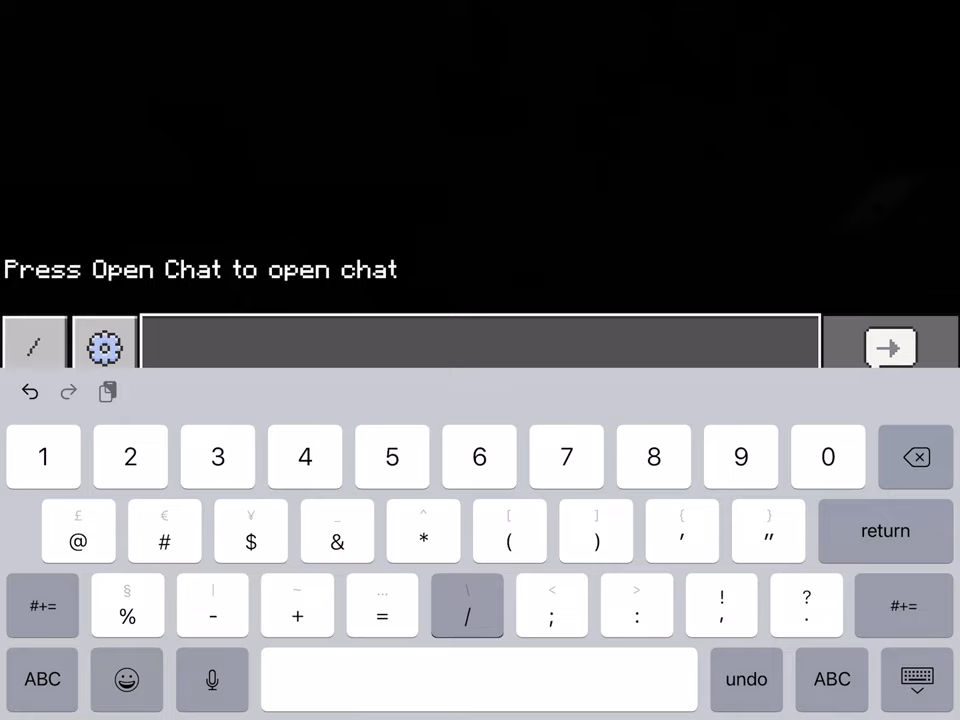 Press Open Chat to open chat
/
1 2 3 4 5 6 7 8 9 0
£ € ¥ _ ^ [ ] { }
@ # $ & * ( ) ' " return
§ | ~ … \ < > ! ?
#+= % - + = / ; : , . #+=
ABC undo ABC